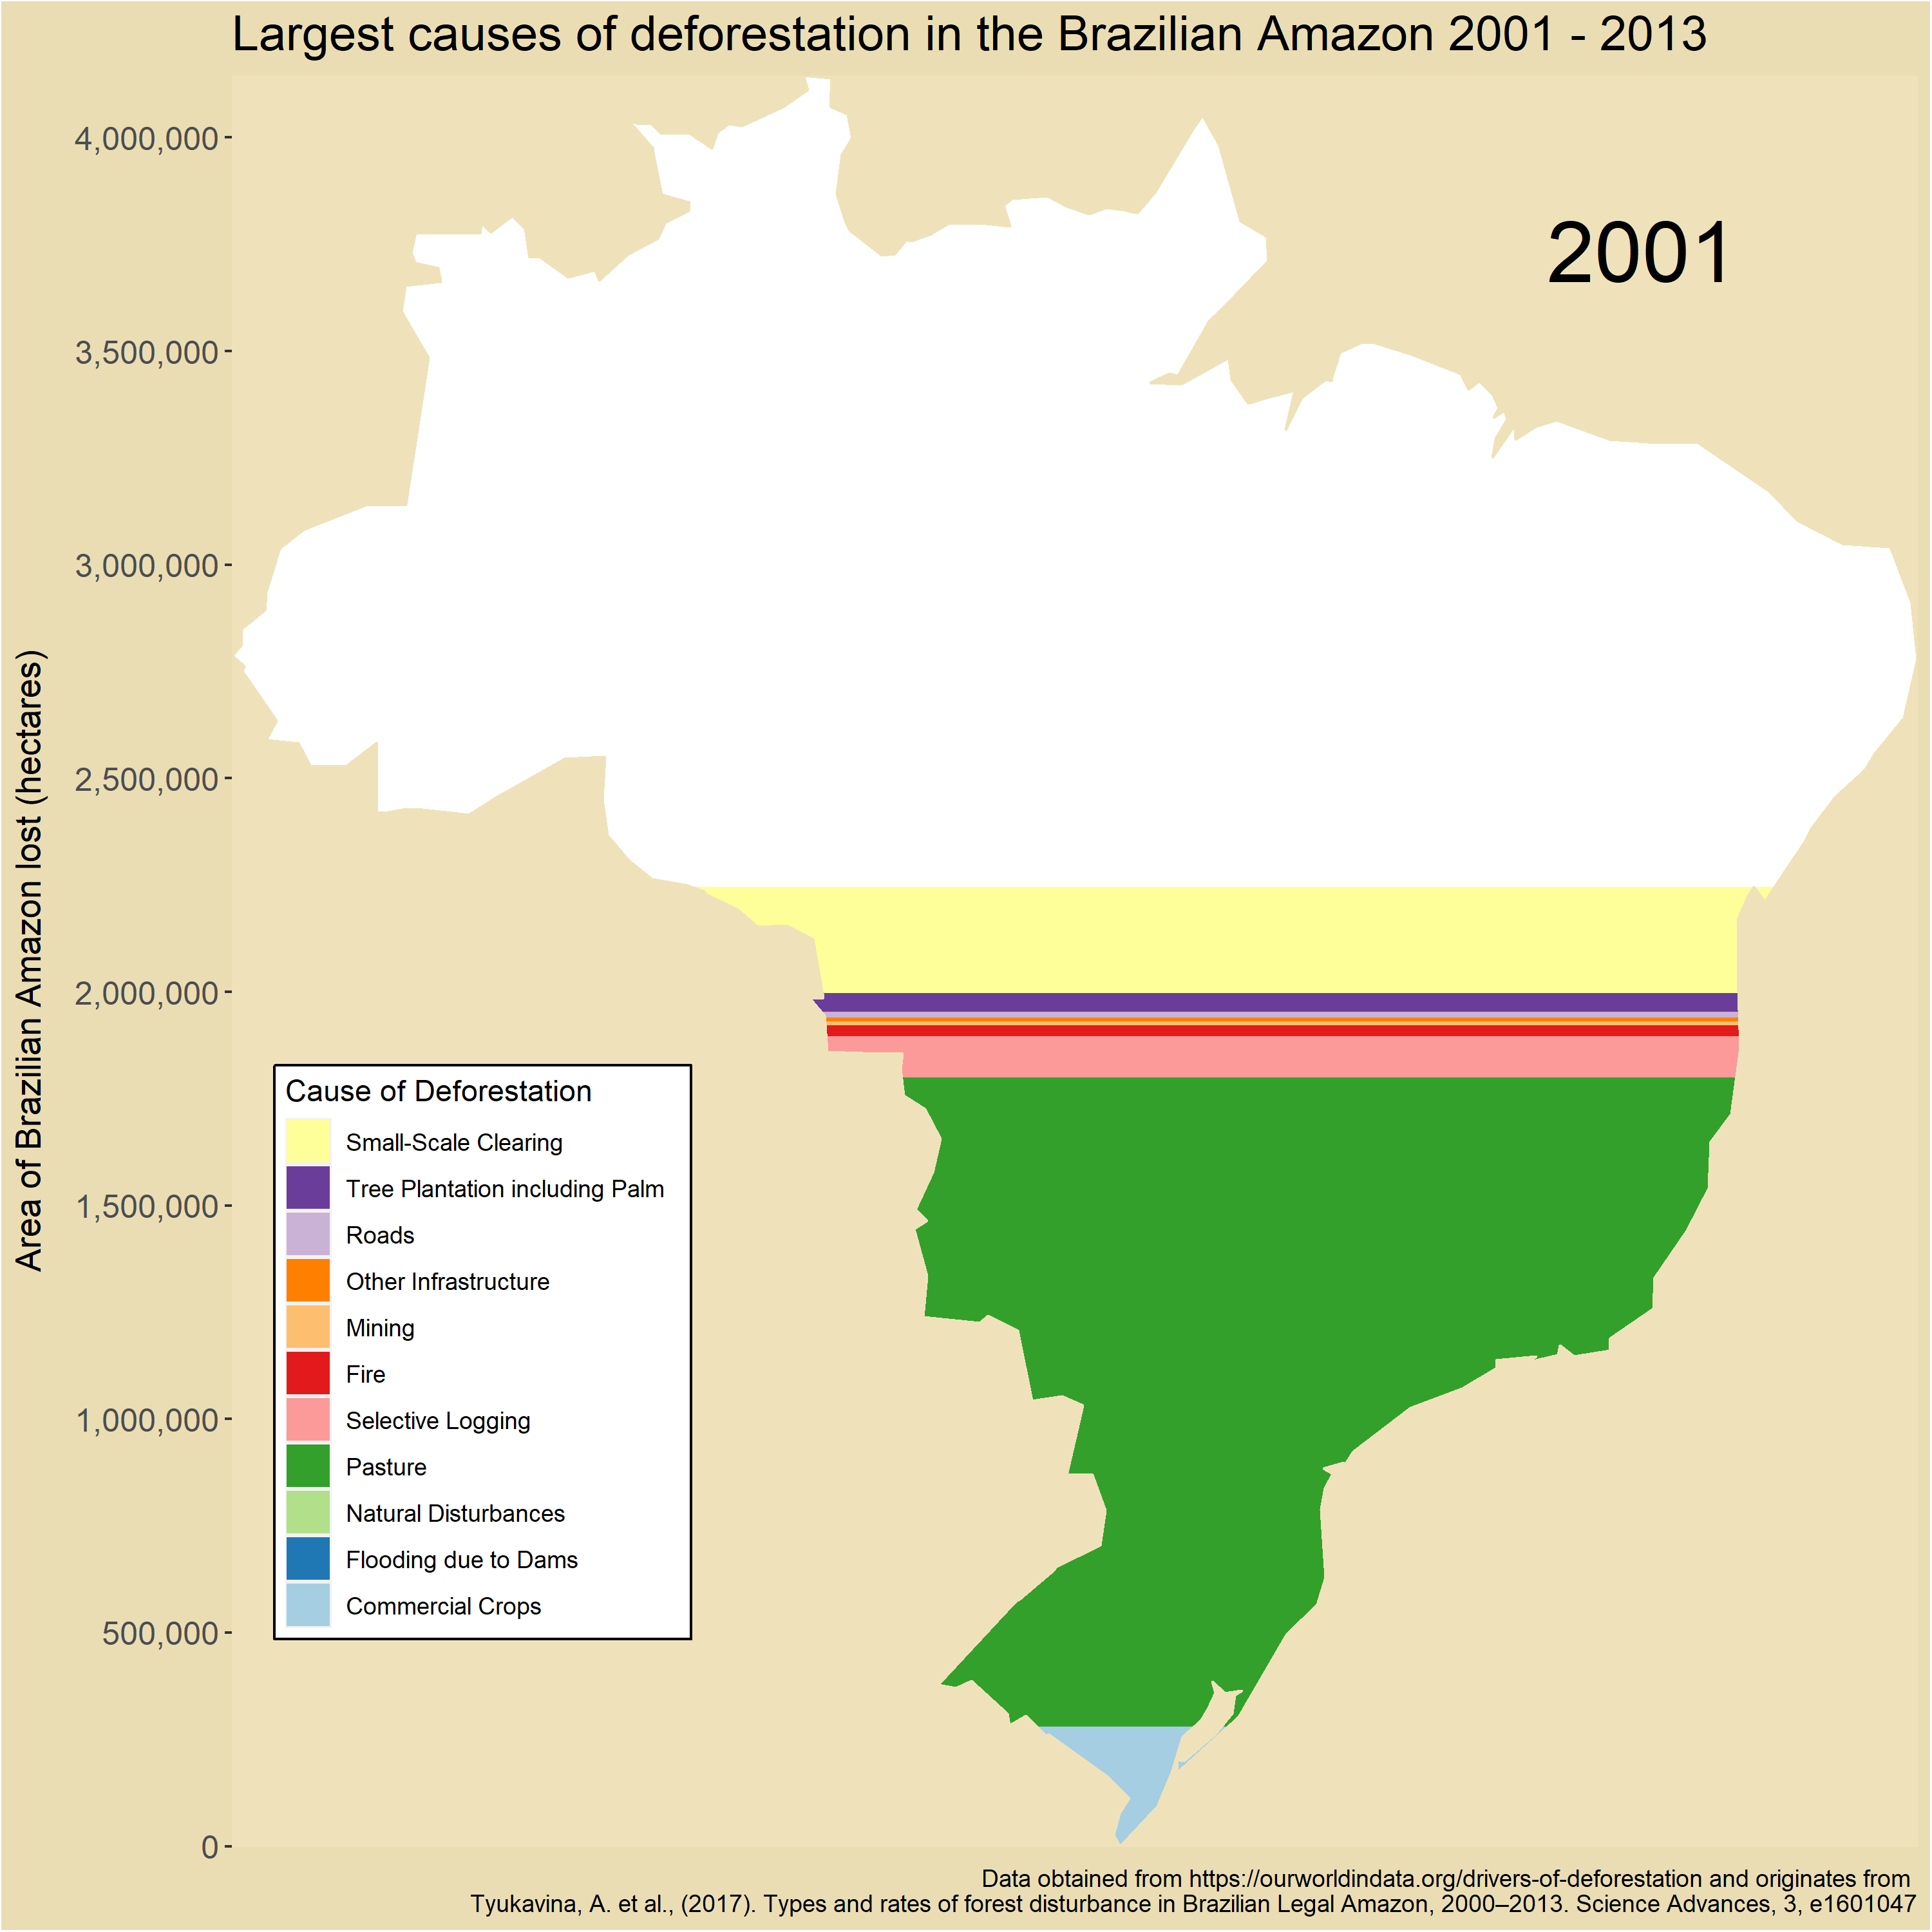 Largest causes of deforestation in the Brazilian Amazon 2001 - 2013
2001
Area of Brazilian Amazon lost (hectares)
4,000,000
3,500,000
3,000,000
2,500,000
2,000,000
1,500,000
1,000,000
500,000
0
Cause of Deforestation
Small-Scale Clearing
Tree Plantation including Palm
Roads
Other Infrastructure
Mining
Fire
Selective Logging
Pasture
Natural Disturbances
Flooding due to Dams
Commercial Crops
Data obtained from https://ourworldindata.org/drivers-of-deforestation and originates from
Tyukavina, A. et al., (2017). Types and rates of forest disturbance in Brazilian Legal Amazon, 2000–2013. Science Advances, 3, e1601047